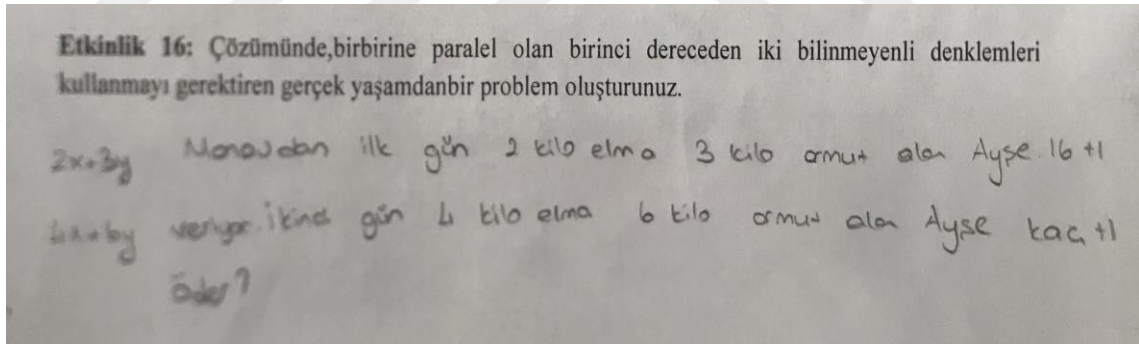 Etkinlik 16: Çözümünde,birbirine paralel olan birinci dereceden iki bilinmeyenli denklemleri
kullanmayı gerektiren gerçek yaşamdanbir problem oluşturunuz.
2x+3y Manavdan ilk gün 2 kilo elma 3 kilo armut alan Ayşe 16 tl
4x+6y veriyor. İkinci gün 4 kilo elma 6 kilo armut alan Ayşe kaç tl
öder?